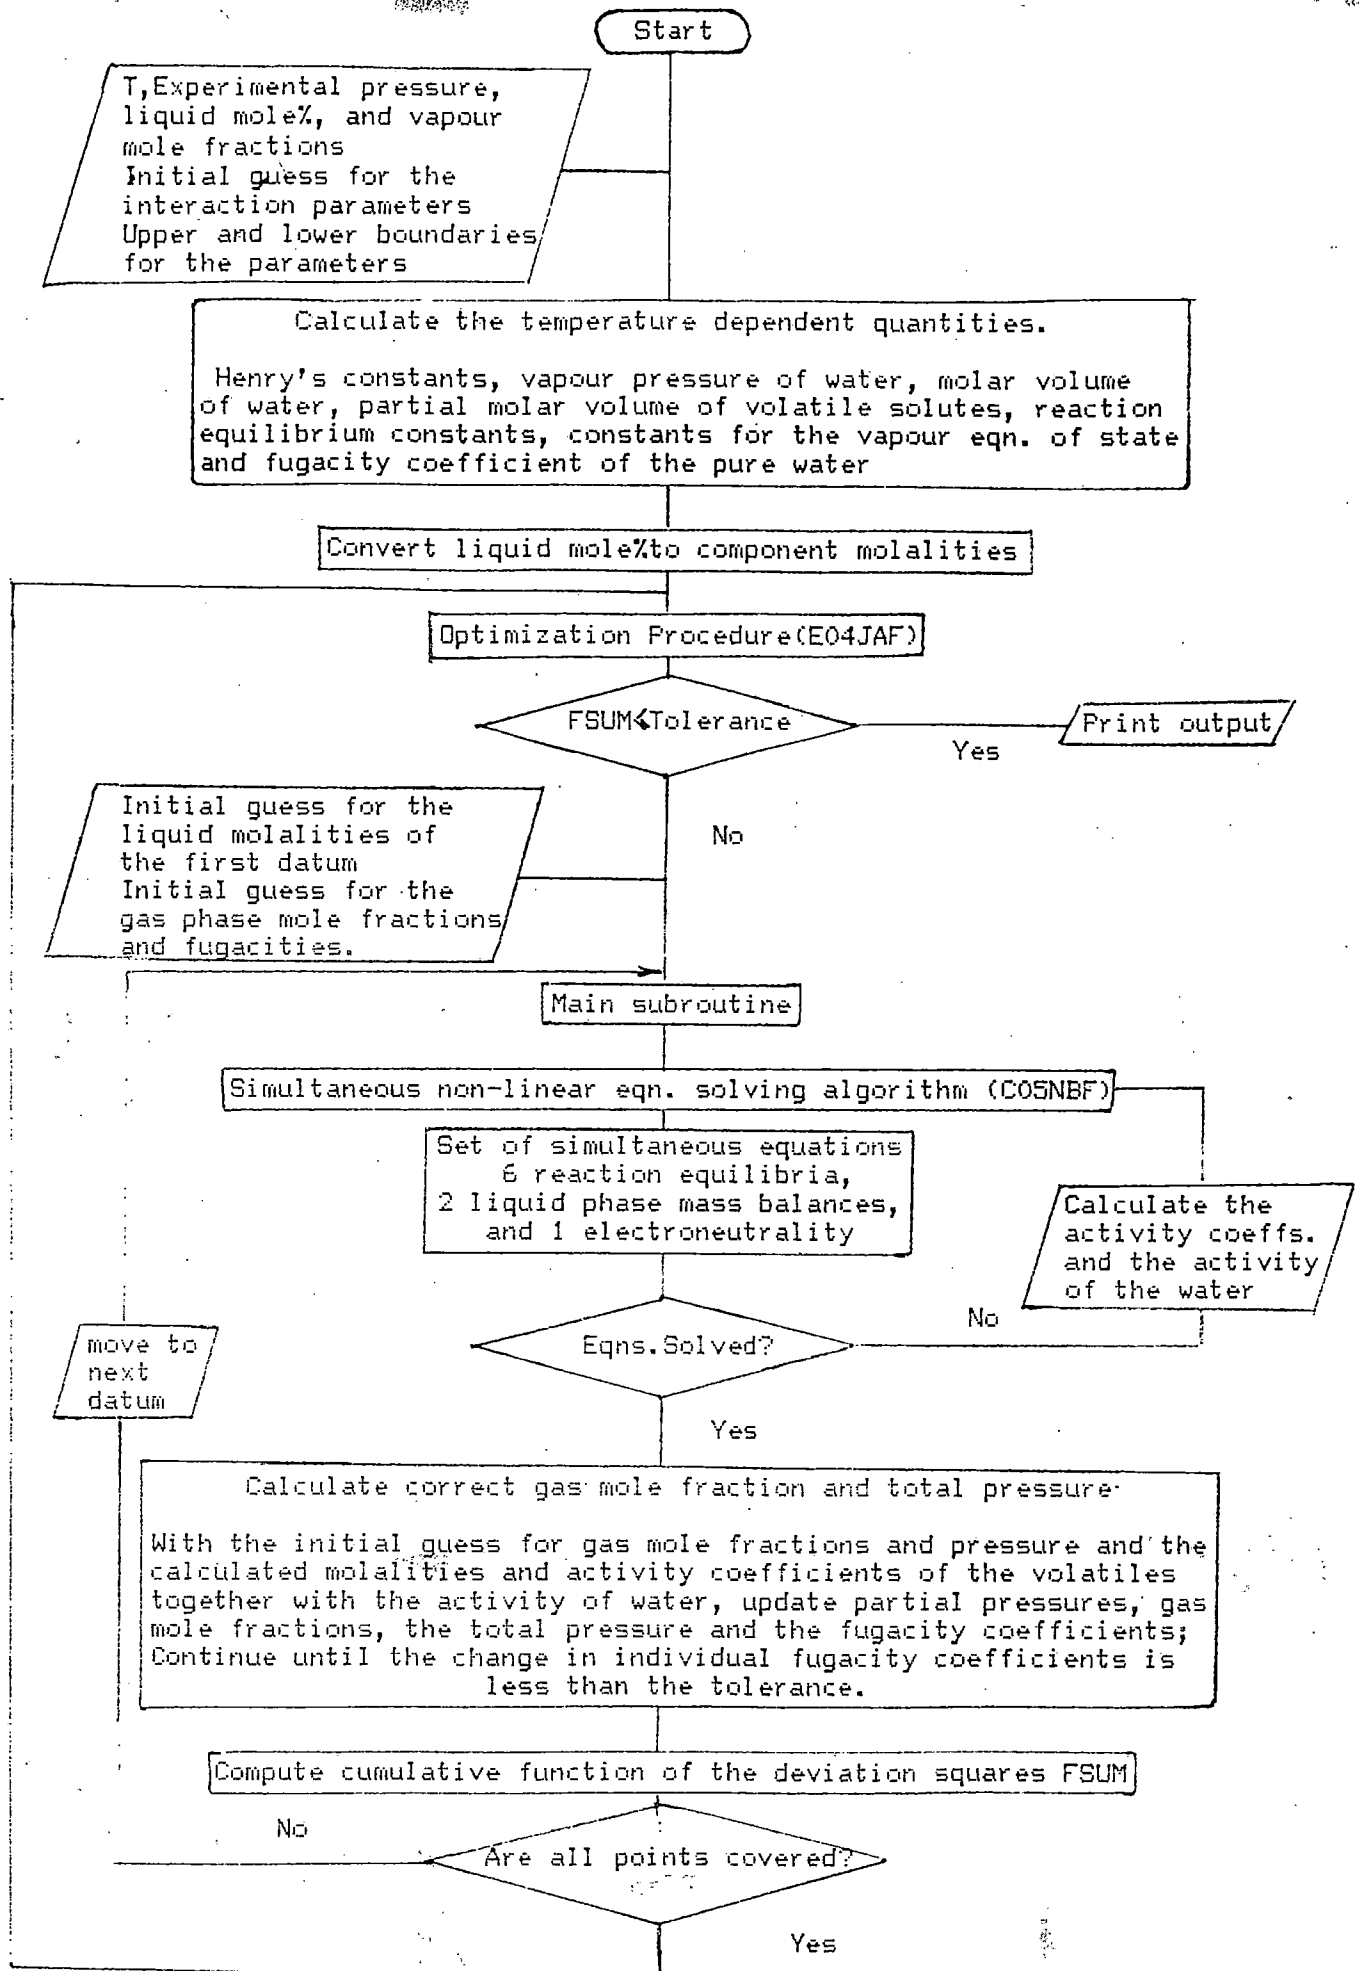 Start
T,Experimental pressure,
liquid mole%, and vapour
mole fractions
Initial guess for the
interaction parameters
Upper and lower boundaries
for the parameters
Calculate the temperature dependent quantities.
Henry's constants, vapour pressure of water, molar volume
of water, partial molar volume of volatile solutes, reaction
equilibrium constants, constants for the vapour eqn. of state
and fugacity coefficient of the pure water
Convert liquid mole%to component molalities
Optimization Procedure(E04JAF)
FSUM≤Tolerance
Yes
Print output
No
Initial guess for the
liquid molalities of
the first datum
Initial guess for the
gas phase mole fractions
and fugacities.
Main subroutine
Simultaneous non-linear eqn. solving algorithm (C05NBF)
Set of simultaneous equations
6 reaction equilibria,
2 liquid phase mass balances,
and 1 electroneutrality
Calculate the
activity coeffs.
and the activity
of the water
No
Eqns.Solved?
move to
next
datum
Yes
Calculate correct gas mole fraction and total pressure
With the initial guess for gas mole fractions and pressure and the
calculated molalities and activity coefficients of the volatiles
together with the activity of water, update partial pressures, gas
mole fractions, the total pressure and the fugacity coefficients;
Continue until the change in individual fugacity coefficients is
less than the tolerance.
Compute cumulative function of the deviation squares FSUM
No
Are all points covered?
Yes